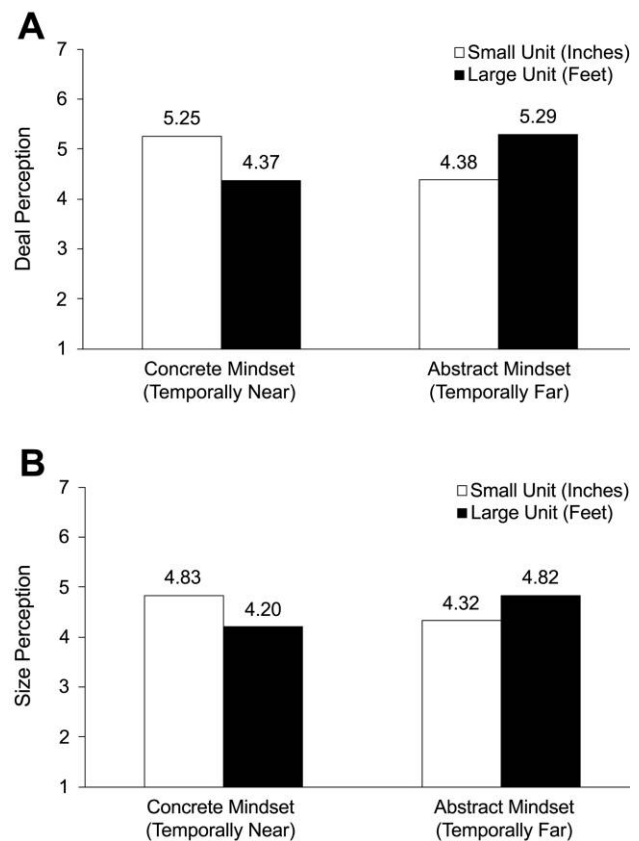 A
7
6
5
4
3
2
1
Deal Perception
Small Unit (Inches)
Large Unit (Feet)
5.25
4.37
4.38
5.29
Concrete Mindset
(Temporally Near)
Abstract Mindset
(Temporally Far)
B
7
6
5
4
3
2
1
Size Perception
Small Unit (Inches)
Large Unit (Feet)
4.83
4.20
4.32
4.82
Concrete Mindset
(Temporally Near)
Abstract Mindset
(Temporally Far)